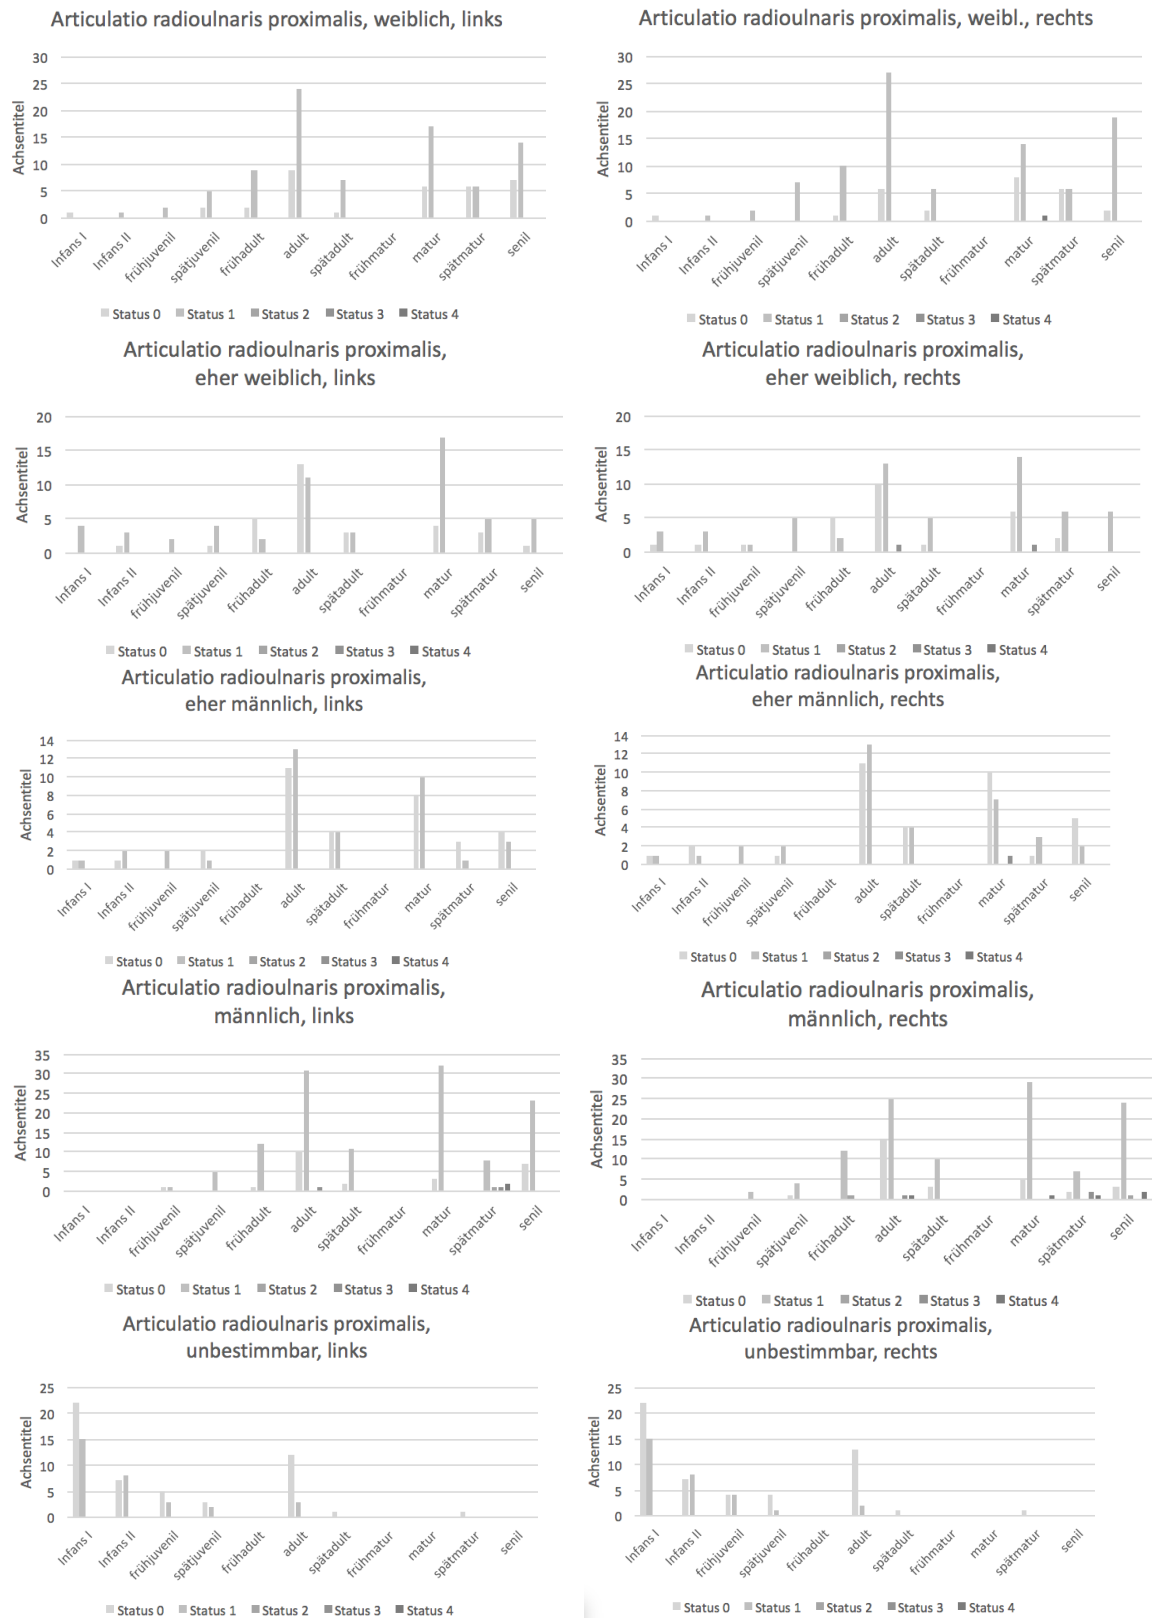 Articulatio radioulnaris proximalis, weiblich, links
30
25
20
15
10
5
0
Achsentitel
Infans I
Infans II
frühjuvenil
spätjuvenil
frühadult
adult
spätadult
frühmatur
matur
spätmatur
senil
Status 0 Status 1 Status 2 Status 3 Status 4
Articulatio radioulnaris proximalis, weibl., rechts
30
25
20
15
10
5
0
Achsentitel
Infans I
Infans II
frühjuvenil
spätjuvenil
frühadult
adult
spätadult
frühmatur
matur
spätmatur
senil
Status 0 Status 1 Status 2 Status 3 Status 4
Articulatio radioulnaris proximalis,
eher weiblich, links
20
15
10
5
0
Achsentitel
Infans I
Infans II
frühjuvenil
spätjuvenil
frühadult
adult
spätadult
frühmatur
matur
spätmatur
senil
Status 0 Status 1 Status 2 Status 3 Status 4
Articulatio radioulnaris proximalis,
eher weiblich, rechts
20
15
10
5
0
Achsentitel
Infans I
Infans II
frühjuvenil
spätjuvenil
frühadult
adult
spätadult
frühmatur
matur
spätmatur
senil
Status 0 Status 1 Status 2 Status 3 Status 4
Articulatio radioulnaris proximalis,
eher männlich, links
14
12
10
8
6
4
2
0
Achsentitel
Infans I
Infans II
frühjuvenil
spätjuvenil
frühadult
adult
spätadult
frühmatur
matur
spätmatur
senil
Status 0 Status 1 Status 2 Status 3 Status 4
Articulatio radioulnaris proximalis,
eher männlich, rechts
14
12
10
8
6
4
2
0
Achsentitel
Infans I
Infans II
frühjuvenil
spätjuvenil
frühadult
adult
spätadult
frühmatur
matur
spätmatur
senil
Status 0 Status 1 Status 2 Status 3 Status 4
Articulatio radioulnaris proximalis,
männlich, links
35
30
25
20
15
10
5
0
Achsentitel
Infans I
Infans II
frühjuvenil
spätjuvenil
frühadult
adult
spätadult
frühmatur
matur
spätmatur
senil
Status 0 Status 1 Status 2 Status 3 Status 4
Articulatio radioulnaris proximalis,
männlich, rechts
35
30
25
20
15
10
5
0
Achsentitel
Infans I
Infans II
frühjuvenil
spätjuvenil
frühadult
adult
spätadult
frühmatur
matur
spätmatur
senil
Status 0 Status 1 Status 2 Status 3 Status 4
Articulatio radioulnaris proximalis,
unbestimmbar, links
25
20
15
10
5
0
Achsentitel
Infans I
Infans II
frühjuvenil
spätjuvenil
frühadult
adult
spätadult
frühmatur
matur
spätmatur
senil
Status 0 Status 1 Status 2 Status 3 Status 4
Articulatio radioulnaris proximalis,
unbestimmbar, rechts
25
20
15
10
5
0
Achsentitel
Infans I
Infans II
frühjuvenil
spätjuvenil
frühadult
adult
spätadult
frühmatur
matur
spätmatur
senil
Status 0 Status 1 Status 2 Status 3 Status 4